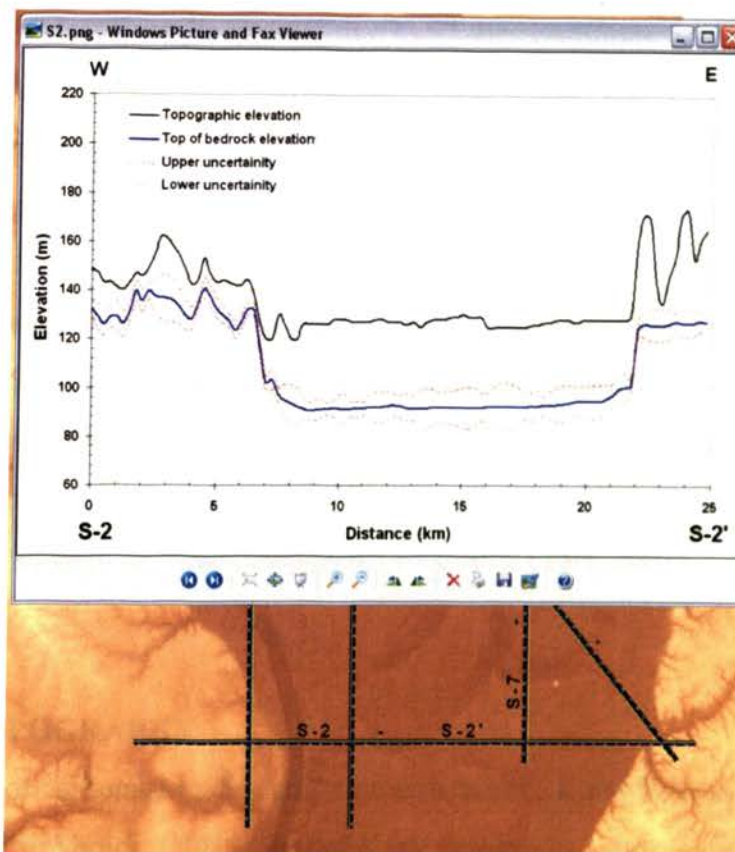 S2.png - Windows Picture and Fax Viewer
W
E
220
200
180
160
140
120
100
80
60
Elevation (m)
Topographic elevation
Top of bedrock elevation
Upper uncertainity
Lower uncertainity
0
5
10
15
20
25
S-2
Distance (km)
S-2'
S-7
S-2
S-2'